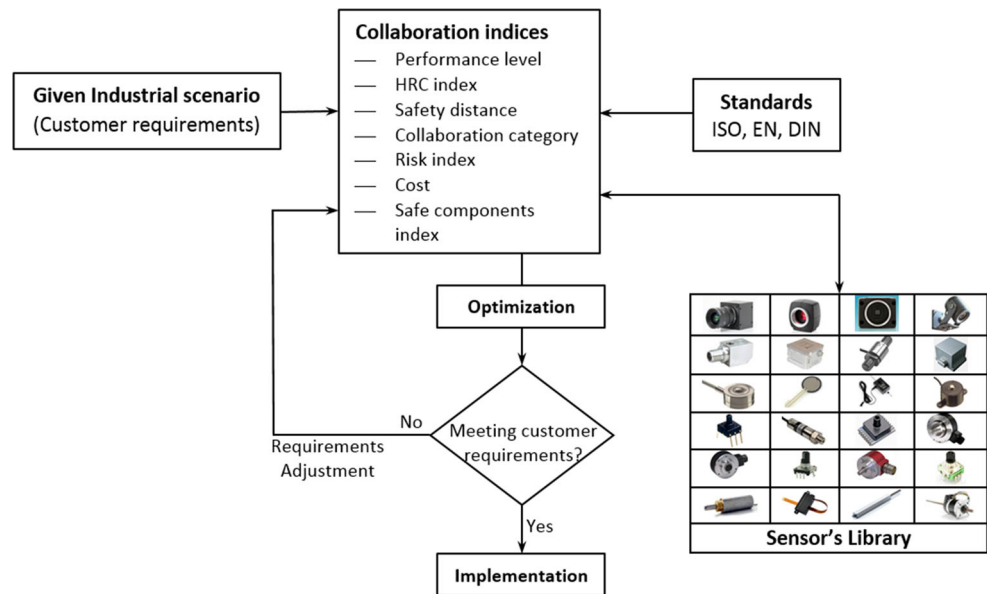 Collaboration indices
— Performance level
— HRC index
— Safety distance
— Collaboration category
— Risk index
— Cost
— Safe components
index
Given Industrial scenario
(Customer requirements)
Standards
ISO, EN, DIN
Optimization
Meeting customer
requirements?
No
Requirements
Adjustment
Yes
Implementation
Sensor’s Library